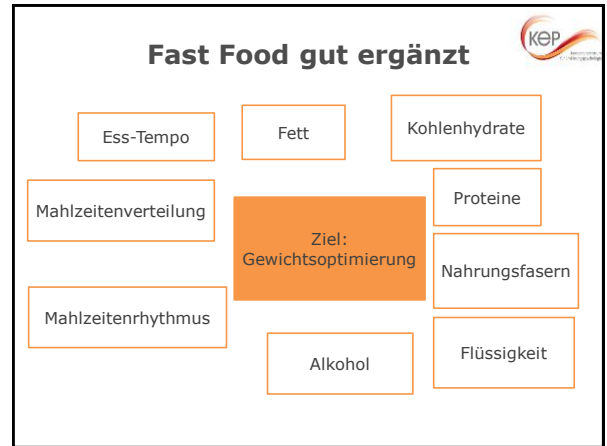 Fast Food gut ergänzt
KEP
Ess-Tempo
Fett
Kohlenhydrate
Mahlzeitenverteilung
Proteine
Ziel:
Gewichtsoptimierung
Nahrungsfasern
Mahlzeitenrhythmus
Alkohol
Flüssigkeit